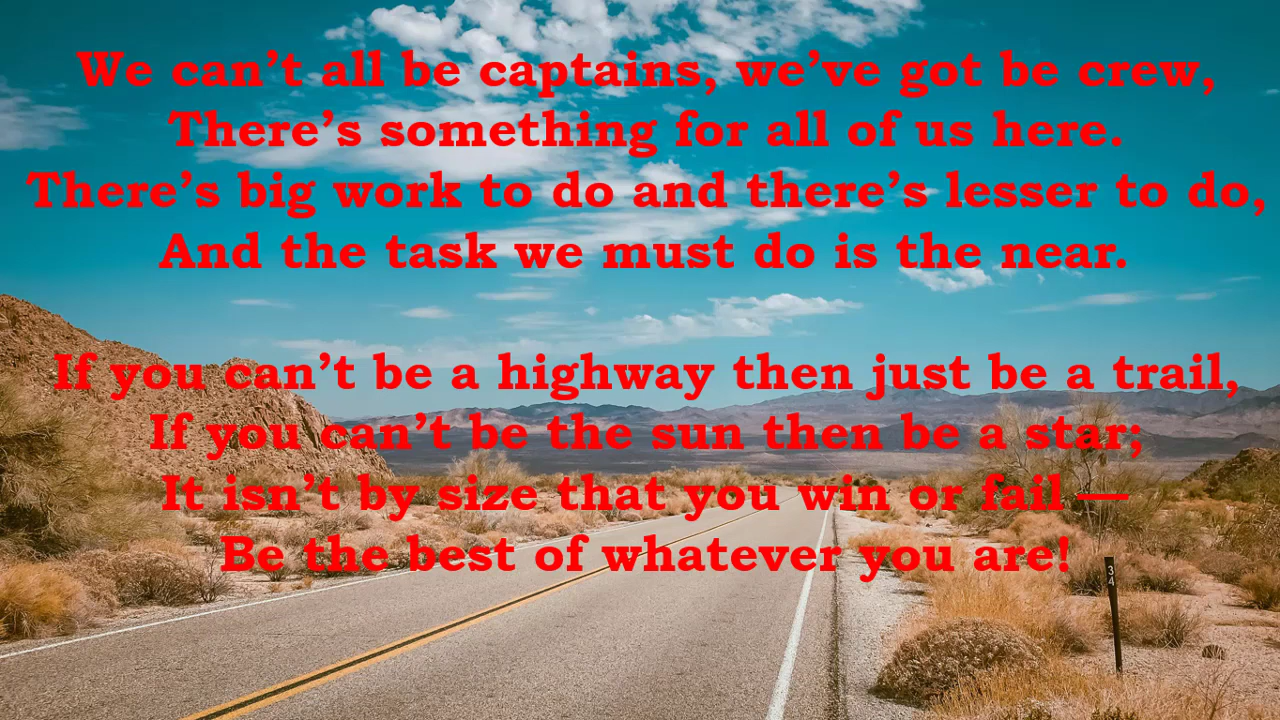 We can’t all be captains, we’ve got be crew,
There’s something for all of us here.
There’s big work to do and there’s lesser to do,
And the task we must do is the near.
If you can’t be a highway then just be a trail,
If you can’t be the sun then be a star;
It isn’t by size that you win or fail —
Be the best of whatever you are!
34